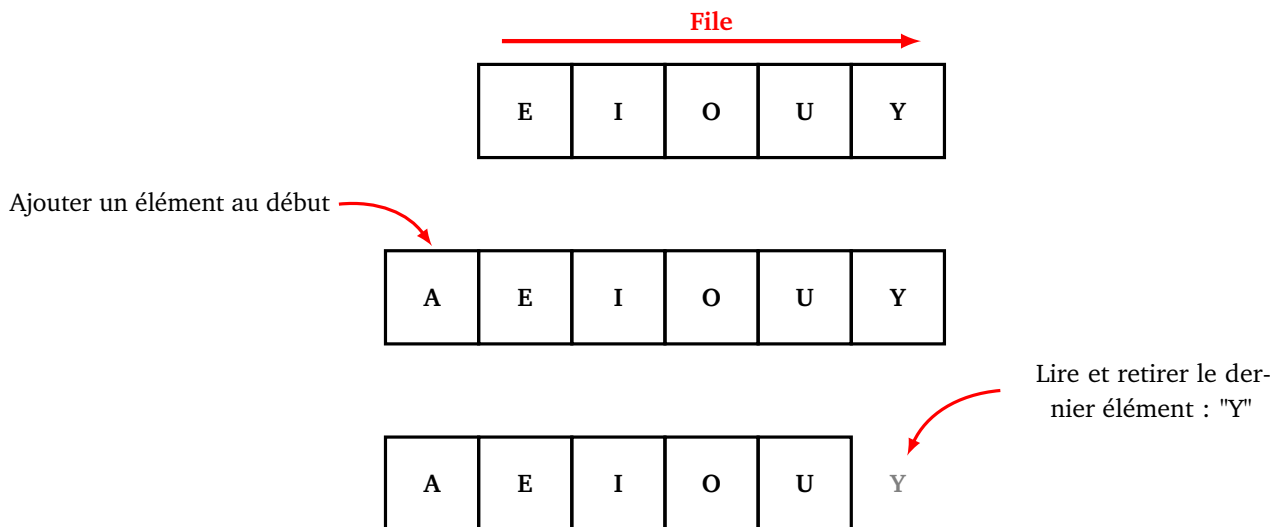 File
E I O U Y
Ajouter un élément au début
A E I O U Y
Lire et retirer le der-
nier élément : "Y"
A E I O U Y